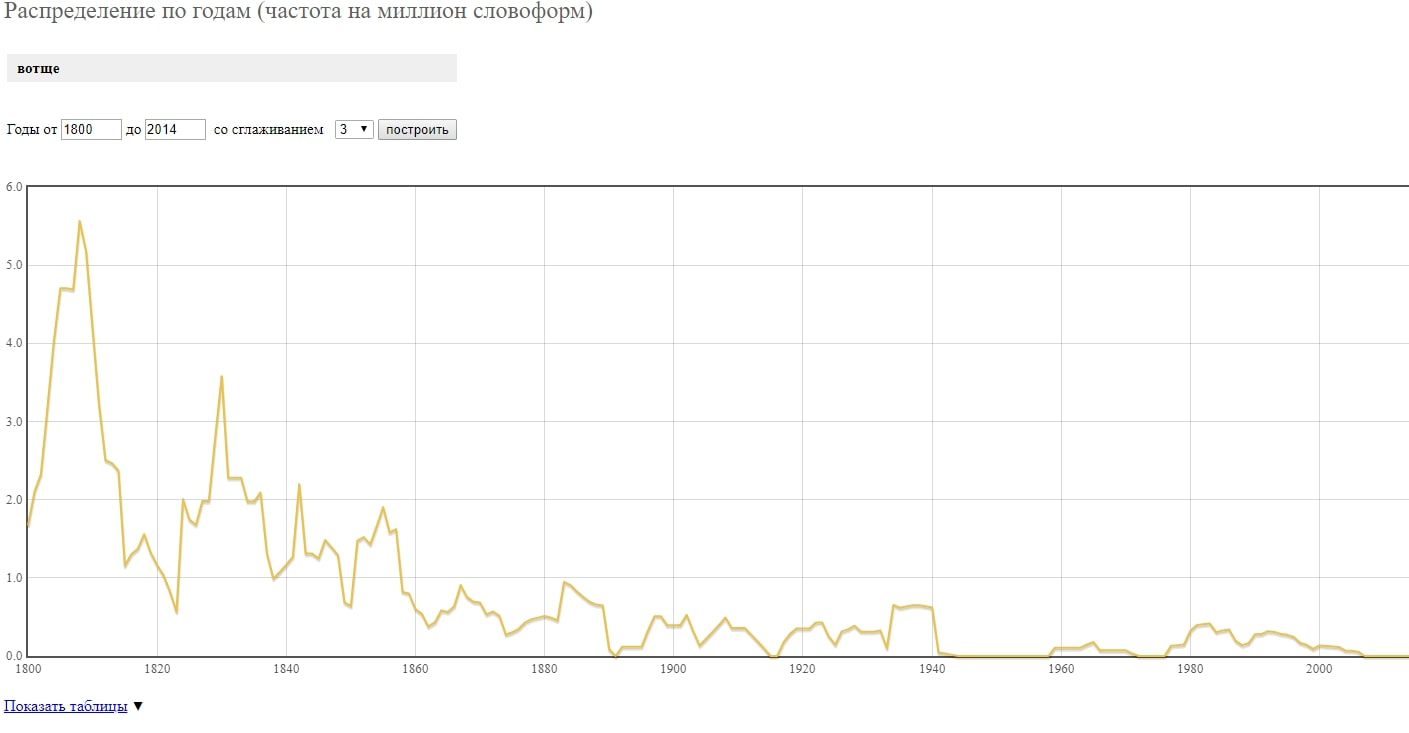 Распределение по годам (частота на миллион словоформ)
вотще
Годы от 1800 до 2014 со сглаживанием 3 ▼ построить
6.0
5.0
4.0
3.0
2.0
1.0
0.0
1800 1820 1840 1860 1880 1900 1920 1940 1960 1980 2000
Показать таблицы ▼